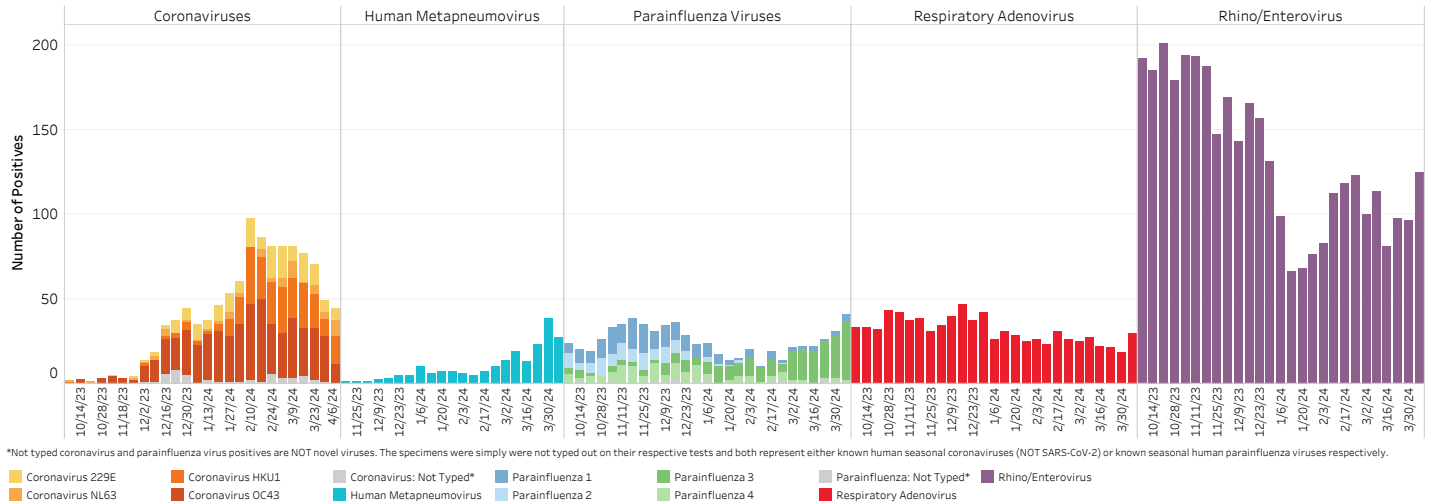 Coronaviruses Human Metapneumovirus Parainfluenza Viruses Respiratory Adenovirus Rhino/Enterovirus
200
150
100
50
0
Number of Positives
10/14/23 10/28/23 11/18/23 12/2/23 12/16/23 12/30/23 1/13/24 1/27/24 2/10/24 2/24/24 3/9/24 3/23/24 4/6/24 11/25/23 12/9/23 12/23/23 1/6/24 1/20/24 2/3/24 2/17/24 3/2/24 3/16/24 3/30/24 10/14/23 10/28/23 11/11/23 11/25/23 12/9/23 12/23/23 1/6/24 1/20/24 2/3/24 2/17/24 3/2/24 3/16/24 3/30/24 10/14/23 10/28/23 11/11/23 11/25/23 12/9/23 12/23/23 1/6/24 1/20/24 2/3/24 2/17/24 3/2/24 3/16/24 3/30/24 10/14/23 10/28/23 11/11/23 11/25/23 12/9/23 12/23/23 1/6/24 1/20/24 2/3/24 2/17/24 3/2/24 3/16/24 3/30/24
*Not typed coronavirus and parainfluenza virus positives are NOT novel viruses. The specimens were simply were not typed out on their respective tests and both represent either known human seasonal coronaviruses (NOT SARS-CoV-2) or known seasonal human parainfluenza viruses respectively.
Coronavirus 229E Coronavirus HKU1 Coronavirus: Not Typed* Parainfluenza 1 Parainfluenza 3 Parainfluenza: Not Typed* Rhino/Enterovirus
Coronavirus NL63 Coronavirus OC43 Human Metapneumovirus Parainfluenza 2 Parainfluenza 4 Respiratory Adenovirus